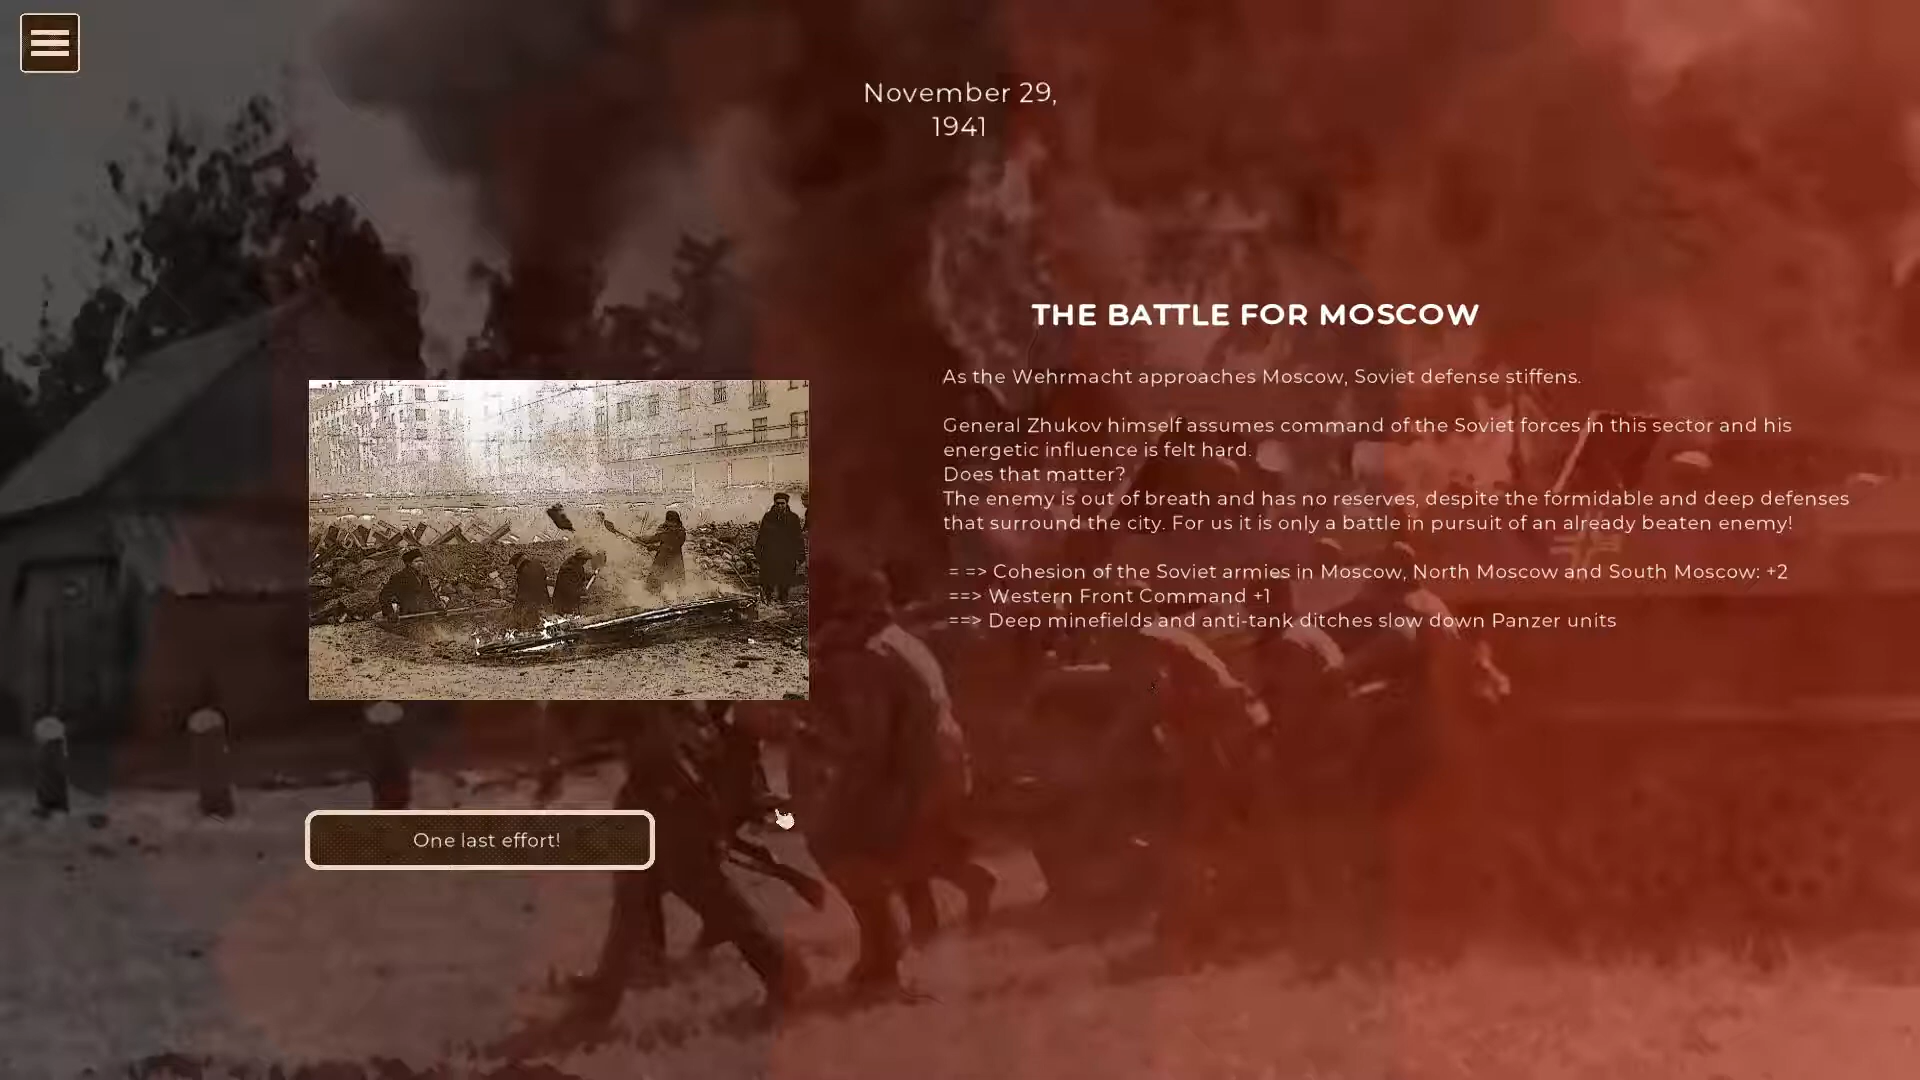 November 29,
1941
THE BATTLE FOR MOSCOW
As the Wehrmacht approaches Moscow, Soviet defense stiffens.
General Zhukov himself assumes command of the Soviet forces in this sector and his
energetic influence is felt hard.
Does that matter?
The enemy is out of breath and has no reserves, despite the formidable and deep defenses
that surround the city. For us it is only a battle in pursuit of an already beaten enemy!
= => Cohesion of the Soviet armies in Moscow, North Moscow and South Moscow: +2
==> Western Front Command +1
==> Deep minefields and anti-tank ditches slow down Panzer units
One last effort!